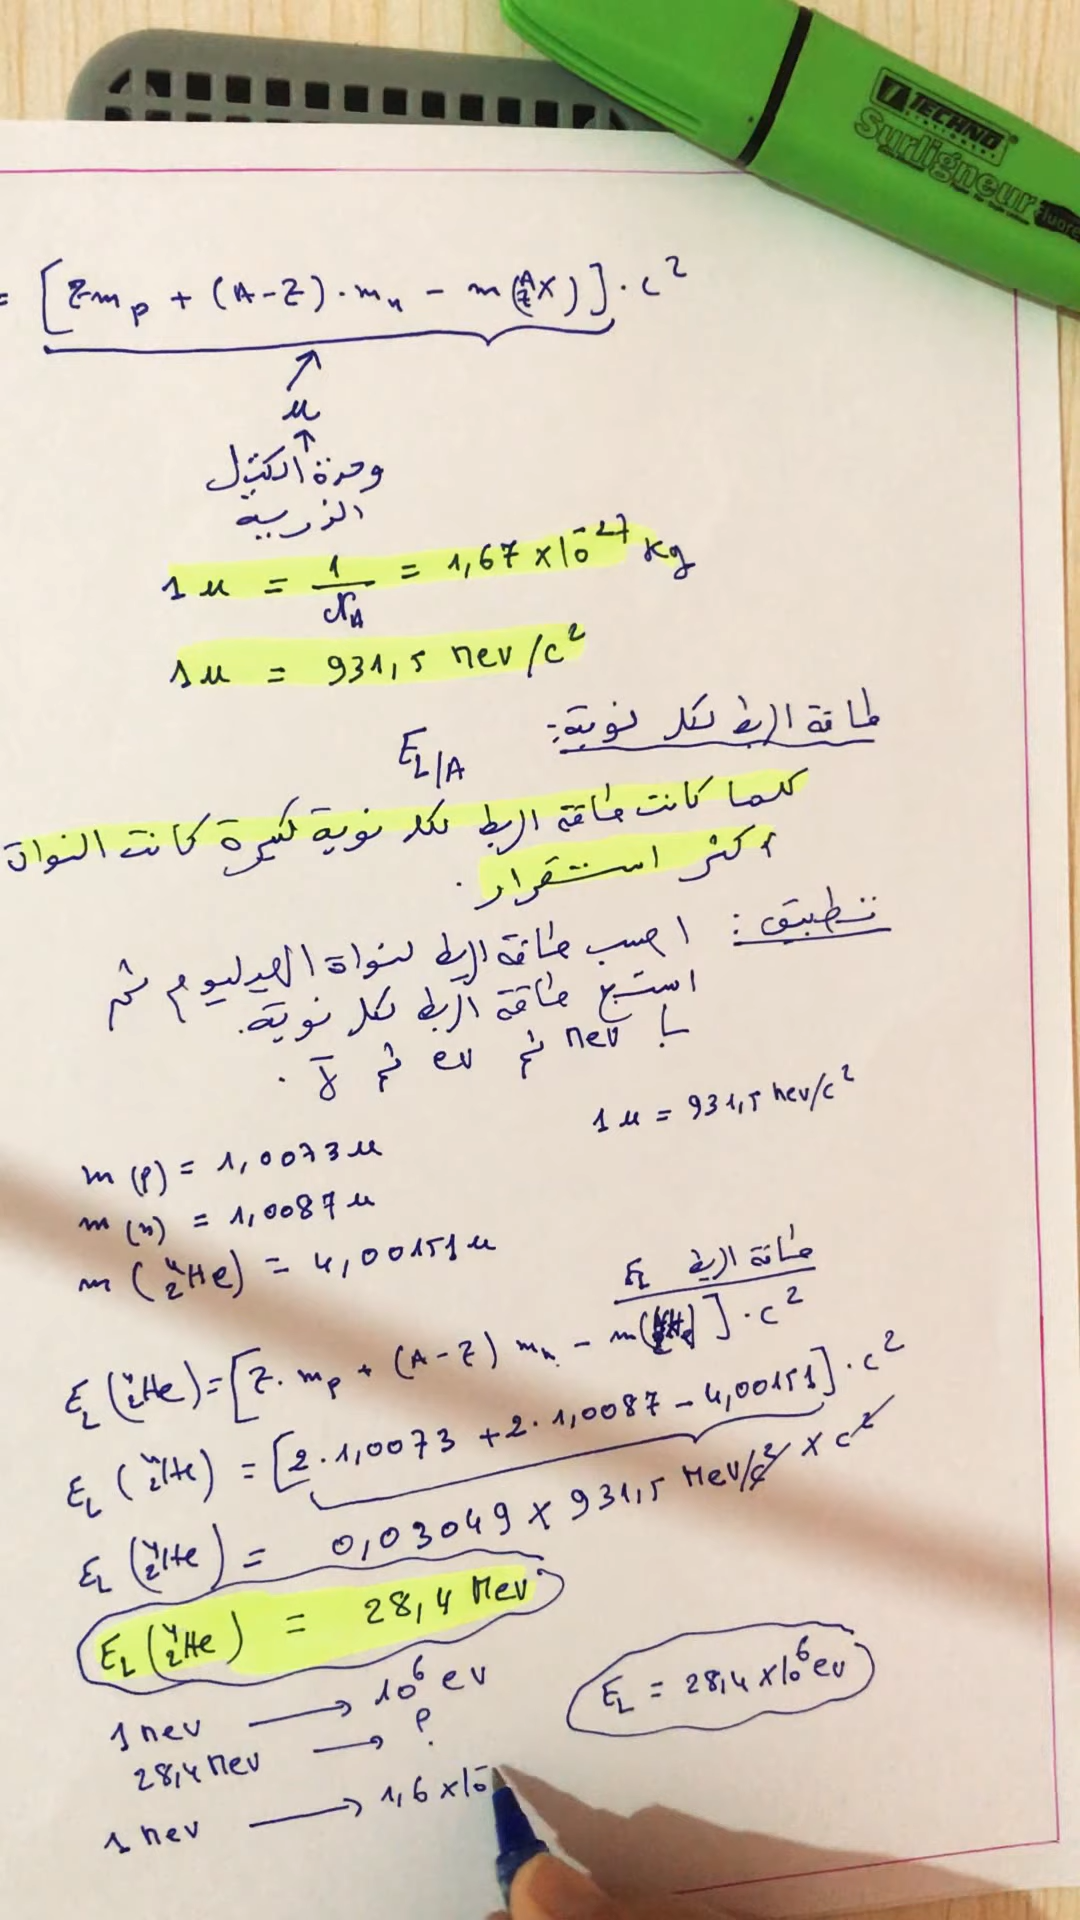 TECHNO
Surligneur
= [Zmp + (A-Z)·mn - m(ᴬ_Z X)]·c²
u
وحدة الكتل
الذرية
1u = 1/NA = 1,67 x10⁻²⁷ kg
1u = 931,5 Mev/c²
طاقة الربط لكل نوية:
EL/A
كلما كانت طاقة الربط لكل نوية كبيرة كانت النواة
أكثر استقرار.
تطبيق: احسب طاقة الربط لنواة الهيليوم ثم
استنتج طاقة الربط لكل نوية.
بـ Mev ثم ev ثم J.
1u = 931,5 Mev/c²
m(p) = 1,0073u
m(n) = 1,0087u
m(⁴₂He) = 4,00151u
طاقة الربط EL
EL(⁴₂He) = [Z·mp + (A-Z)mn - m(⁴₂He)]·c²
EL(⁴₂He) = [2·1,0073 + 2·1,0087 - 4,00151]·c²
EL(⁴₂He) = 0,03049 x 931,5 Mev/c² x c²
EL(⁴₂He) = 28,4 Mev
1 Mev → 10⁶ ev
28,4 Mev → ?
EL = 28,4 x10⁶ ev
1 Mev → 1,6 x10⁻